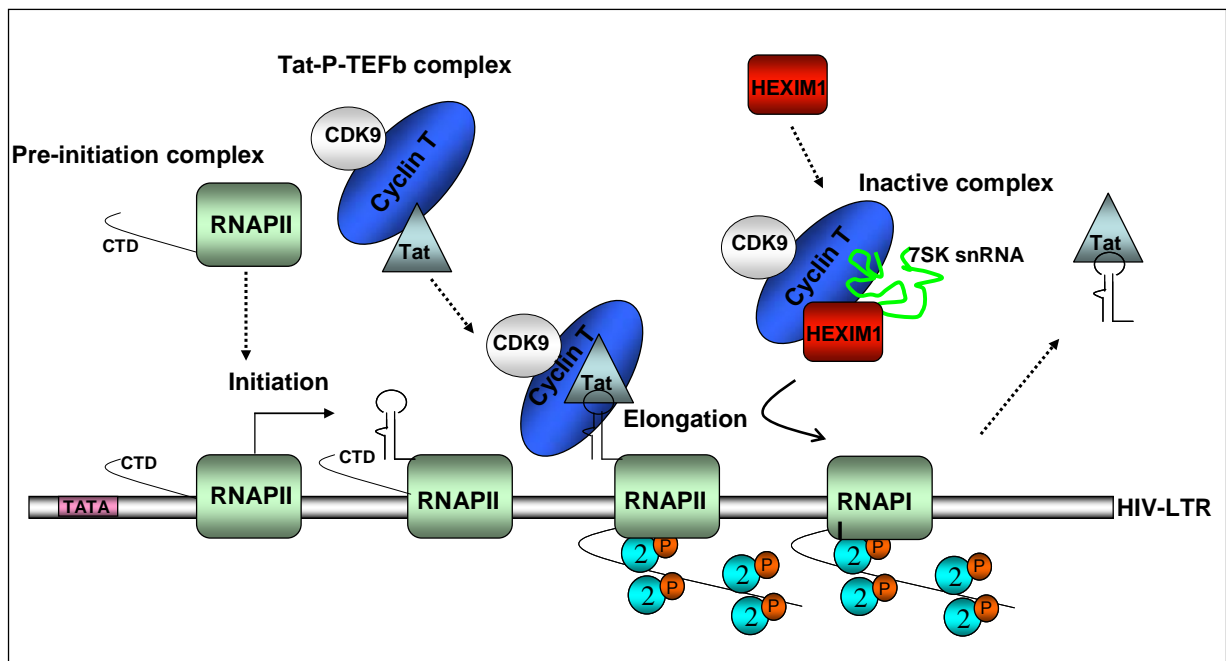 Tat-P-TEFb complex
HEXIM1
CDK9
Cyclin T
Tat
Pre-initiation complex
RNAPII
CTD
Inactive complex
CDK9
Cyclin T
7SK snRNA
HEXIM1
Tat
Initiation
CDK9
Cyclin T
Tat
Elongation
CTD
RNAPII
CTD
RNAPII
RNAPII
RNAPI
I
TATA
HIV-LTR
2 P
2 P
2 P
2 P
2 P
2 P
2 P
2 P